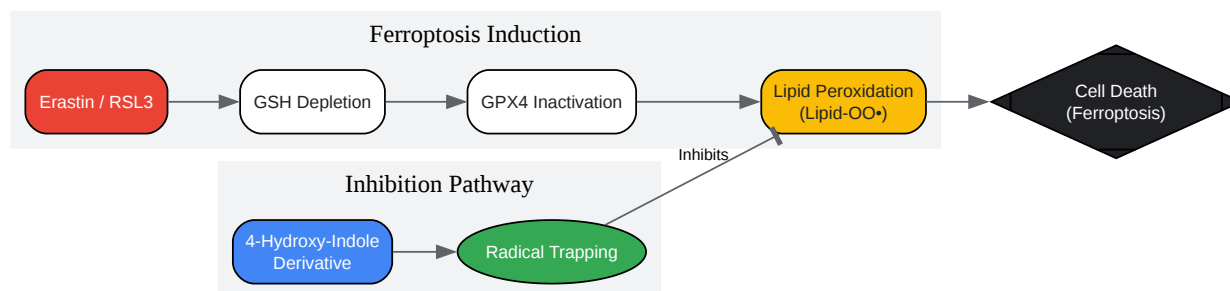 Ferroptosis Induction
Erastin / RSL3
GSH Depletion
GPX4 Inactivation
Lipid Peroxidation
(Lipid-OO•)
Cell Death
(Ferroptosis)
Inhibits
Inhibition Pathway
4-Hydroxy-Indole
Derivative
Radical Trapping